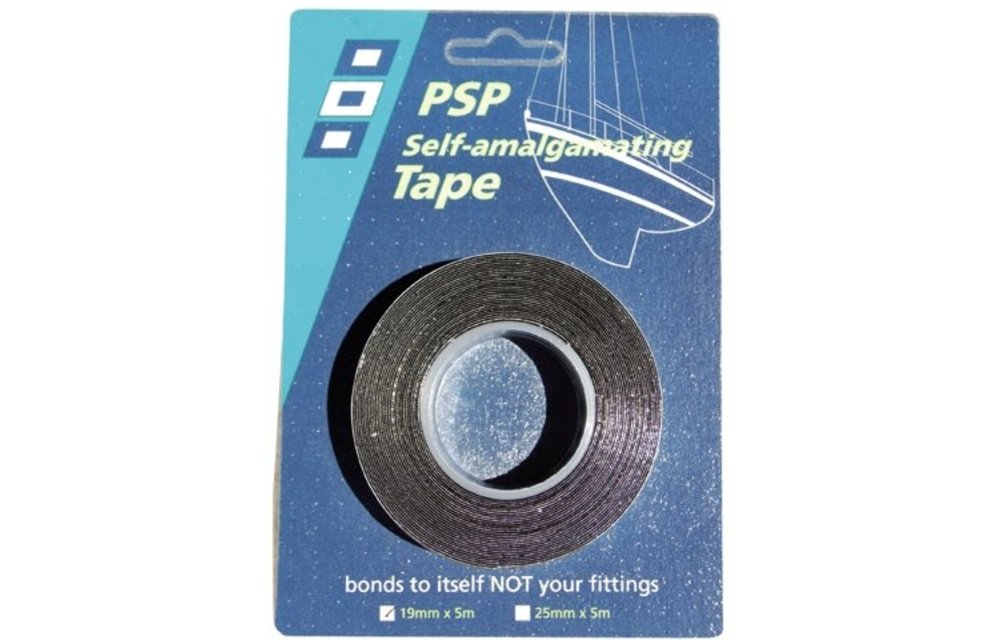 PSP
Self-amalgamating
Tape
bonds to itself NOT your fittings
19mm x 5m 25mm x 5m